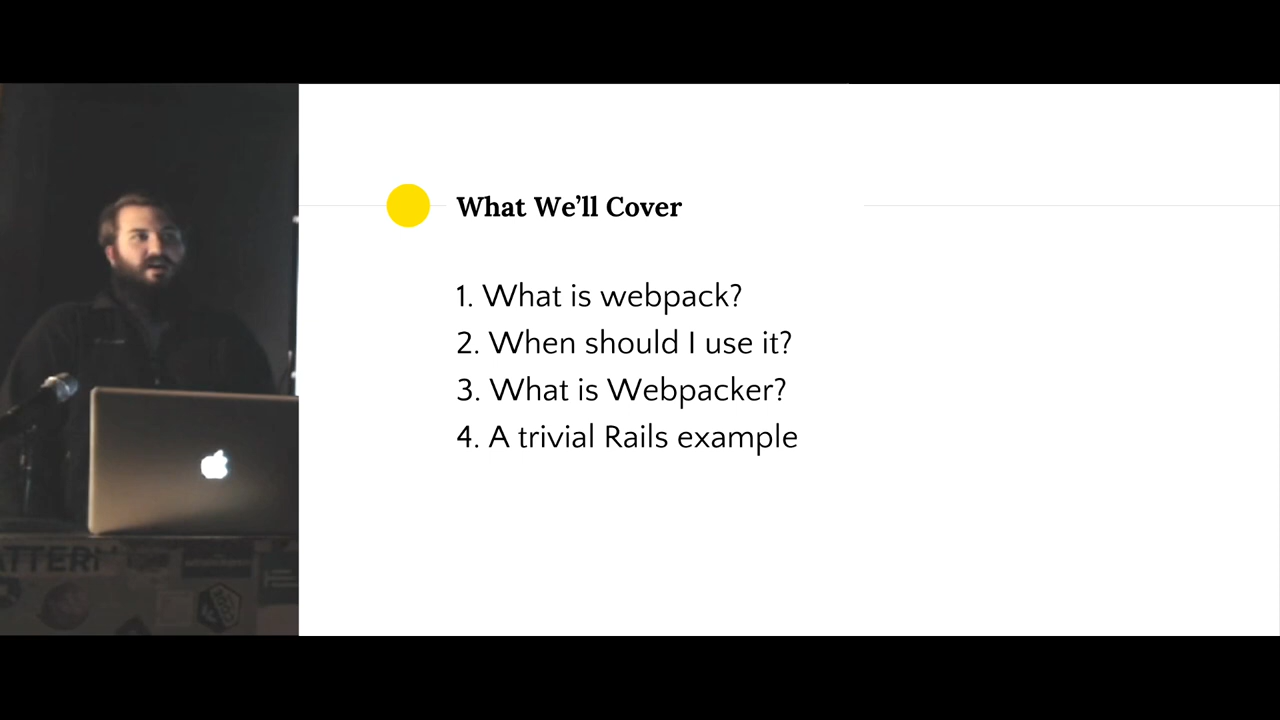 What We’ll Cover
1. What is webpack?
2. When should I use it?
3. What is Webpacker?
4. A trivial Rails example